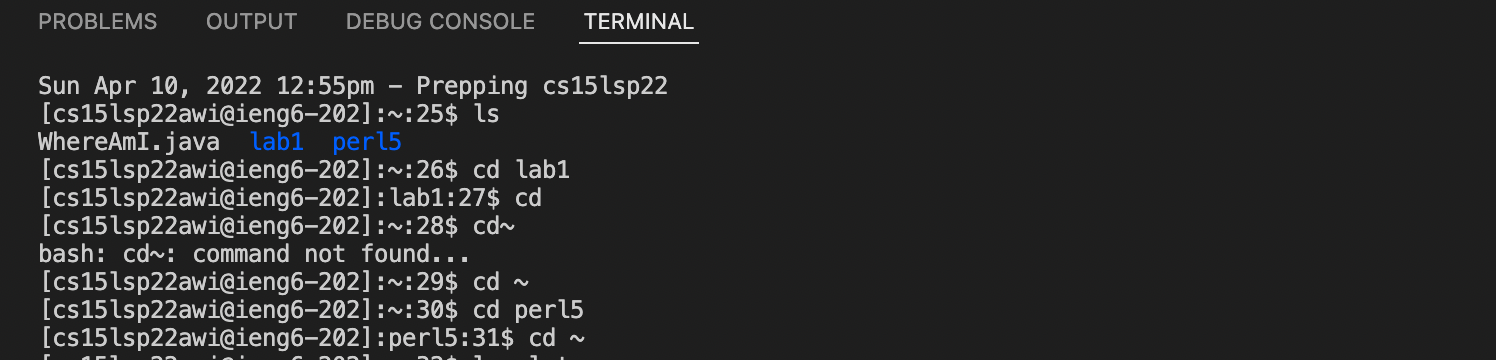 PROBLEMS OUTPUT DEBUG CONSOLE TERMINAL
Sun Apr 10, 2022 12:55pm - Prepping cs15lsp22
[cs15lsp22awi@ieng6-202]:~:25$ ls
WhereAmI.java lab1 perl5
[cs15lsp22awi@ieng6-202]:~:26$ cd lab1
[cs15lsp22awi@ieng6-202]:lab1:27$ cd
[cs15lsp22awi@ieng6-202]:~:28$ cd~
bash: cd~: command not found...
[cs15lsp22awi@ieng6-202]:~:29$ cd ~
[cs15lsp22awi@ieng6-202]:~:30$ cd perl5
[cs15lsp22awi@ieng6-202]:perl5:31$ cd ~